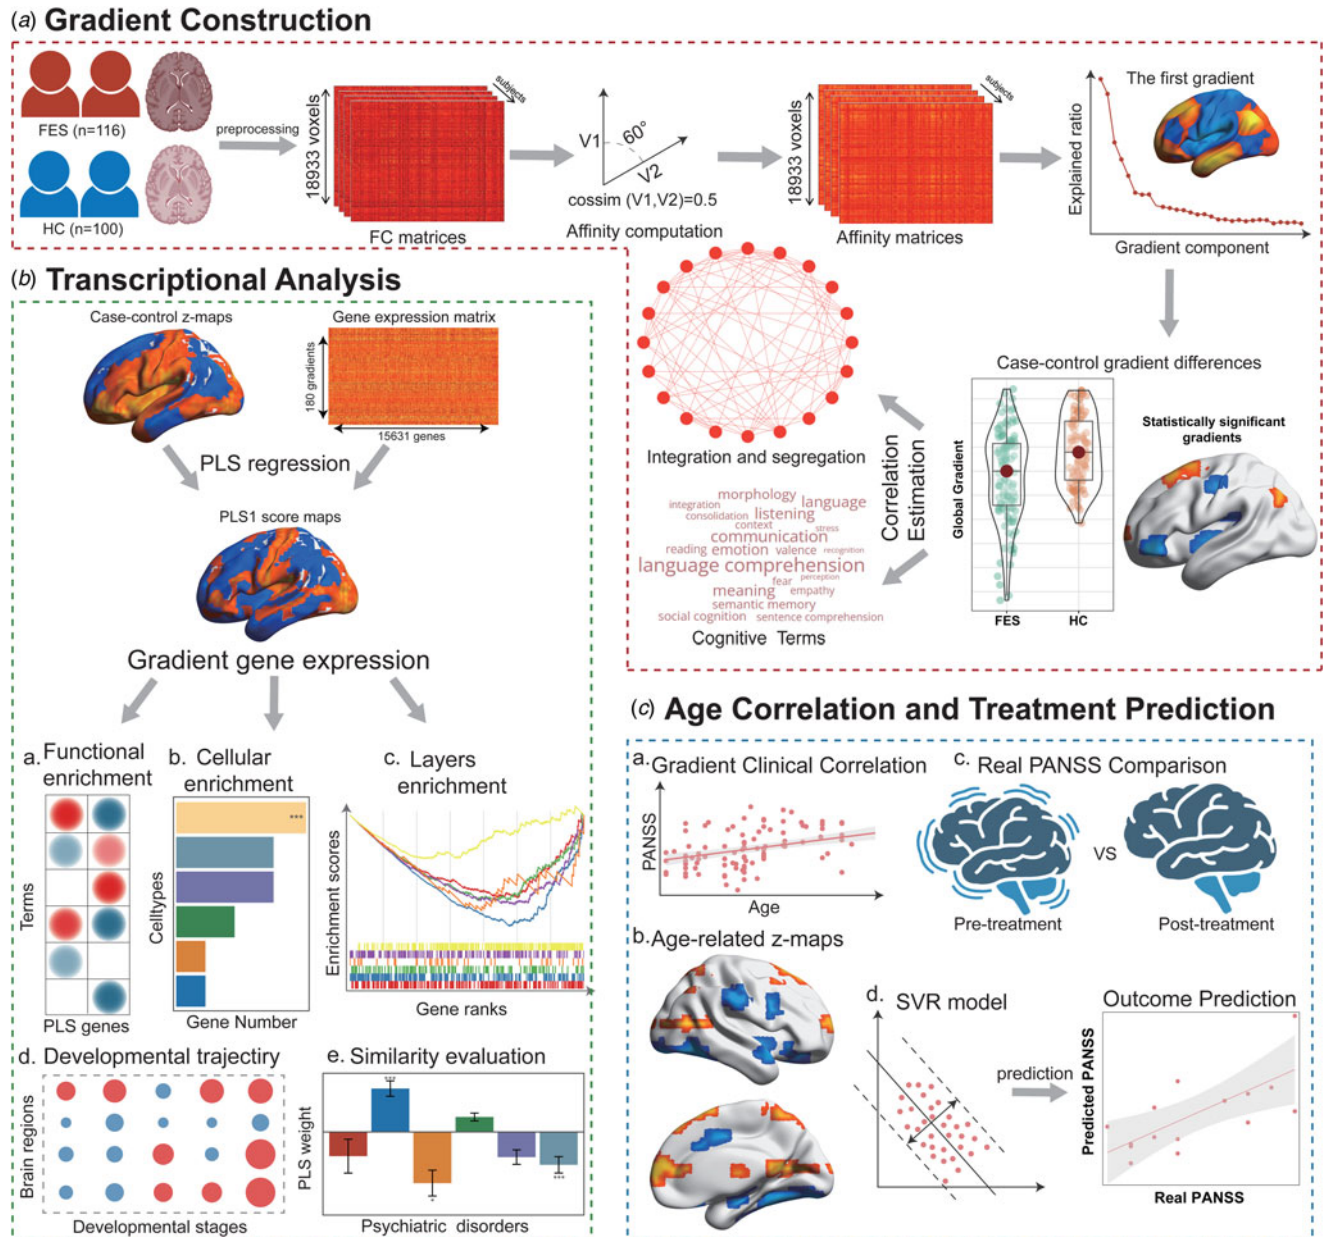 (a) Gradient Construction
FES (n=116)
HC (n=100)
preprocessing
18933 voxels
subjects
FC matrices
V1
60°
V2
cossim (V1,V2)=0.5
Affinity computation
18933 voxels
subjects
Affinity matrices
The first gradient
Explained ratio
Gradient component
Case-control gradient differences
Global Gradient
FES
HC
Statistically significant
gradients
Correlation
Estimation
Integration and segregation
morphology
integration
language
consolidation
listening
context
stress
communication
reading
emotion
valence
recognition
language comprehension
fear
perception
meaning
empathy
semantic memory
social cognition
sentence comprehension
Cognitive Terms
(b) Transcriptional Analysis
Case-control z-maps
Gene expression matrix
180 gradients
15631 genes
PLS regression
PLS1 score maps
Gradient gene expression
a. Functional
enrichment
Terms
PLS genes
b. Cellular
enrichment
***
Celltypes
Gene Number
c. Layers
enrichment
Enrichment scores
Gene ranks
d. Developmental trajectiry
Brain regions
Developmental stages
e. Similarity evaluation
PLS weight
***
*
***
Psychiatric disorders
(c) Age Correlation and Treatment Prediction
a. Gradient Clinical Correlation
PANSS
Age
c. Real PANSS Comparison
VS
Pre-treatment
Post-treatment
b. Age-related z-maps
d. SVR model
prediction
Outcome Prediction
Predicted PANSS
Real PANSS